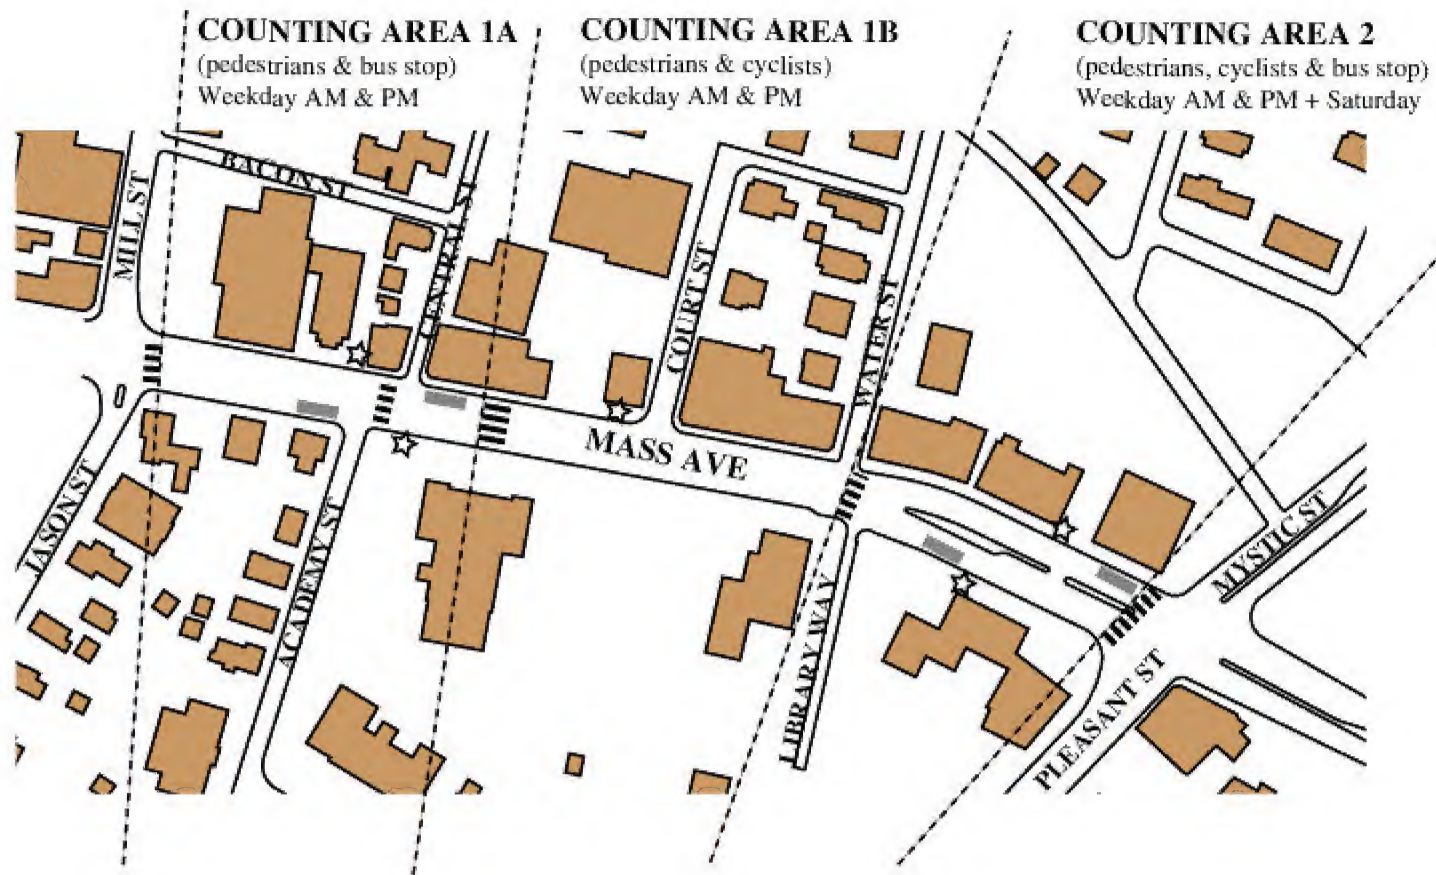 COUNTING AREA 1A
(pedestrians & bus stop)
Weekday AM & PM
COUNTING AREA 1B
(pedestrians & cyclists)
Weekday AM & PM
COUNTING AREA 2
(pedestrians, cyclists & bus stop)
Weekday AM & PM + Saturday
BACON ST
MILL ST
CENTRAL ST
COURT ST
WATER ST
MASS AVE
JASON ST
ACADEMY ST
LIBRARY WAY
MYSTIC ST
PLEASANT ST